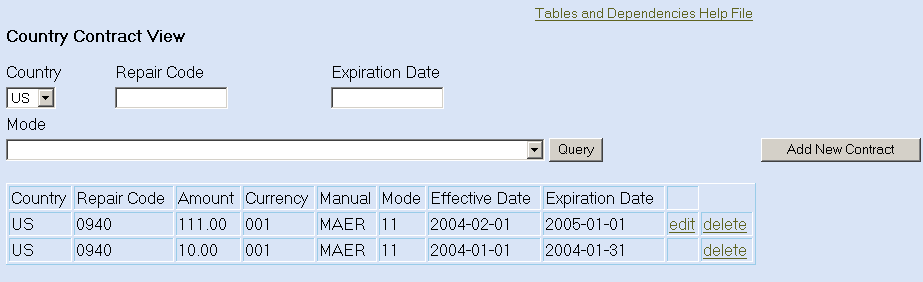 Tables and Dependencies Help File
Country Contract View
Country Repair Code Expiration Date
US
Mode
Query Add New Contract
Country Repair Code Amount Currency Manual Mode Effective Date Expiration Date
US 0940 111.00 001 MAER 11 2004-02-01 2005-01-01 edit delete
US 0940 10.00 001 MAER 11 2004-01-01 2004-01-31 delete